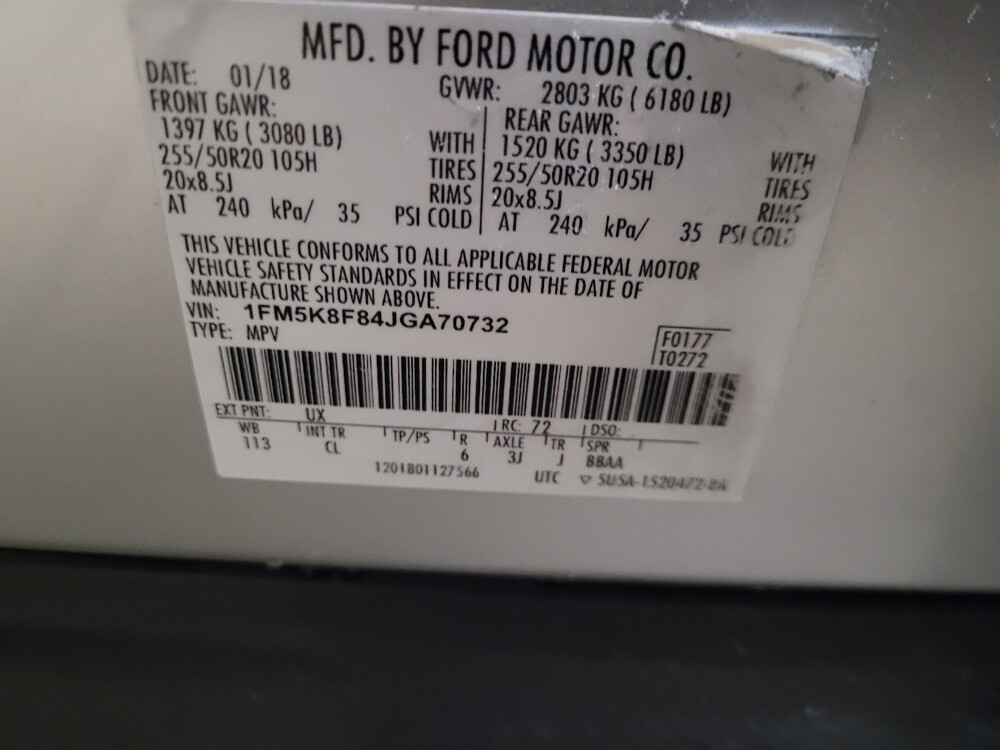 MFD. BY FORD MOTOR CO.
DATE: 01/18 GVWR: 2803 KG ( 6180 LB)
FRONT GAWR: REAR GAWR:
1397 KG ( 3080 LB) WITH 1520 KG ( 3350 LB) WITH
255/50R20 105H TIRES 255/50R20 105H TIRES
20x8.5J RIMS 20x8.5J RIMS
AT 240 kPa/ 35 PSI COLD AT 240 kPa/ 35 PSI COLD
THIS VEHICLE CONFORMS TO ALL APPLICABLE FEDERAL MOTOR
VEHICLE SAFETY STANDARDS IN EFFECT ON THE DATE OF
MANUFACTURE SHOWN ABOVE.
VIN: 1FM5K8F84JGA70732
TYPE: MPV
F0177
T0272
EXT PNT: UX RC: 72 DSO:
WB INT TR TP/PS R AXLE TR SPR
113 CL 6 3J J BBAA
1201801127566 UTC ▽ SUSA-1520472-BA